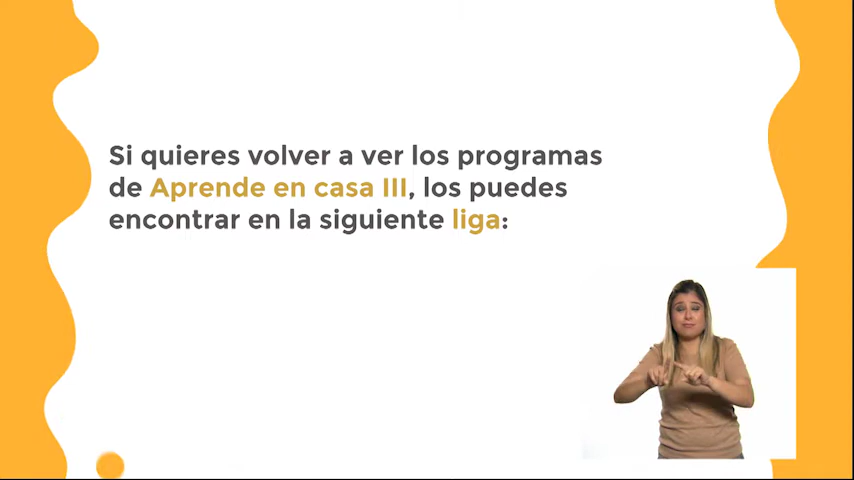 Si quieres volver a ver los programas
de Aprende en casa III, los puedes
encontrar en la siguiente liga: